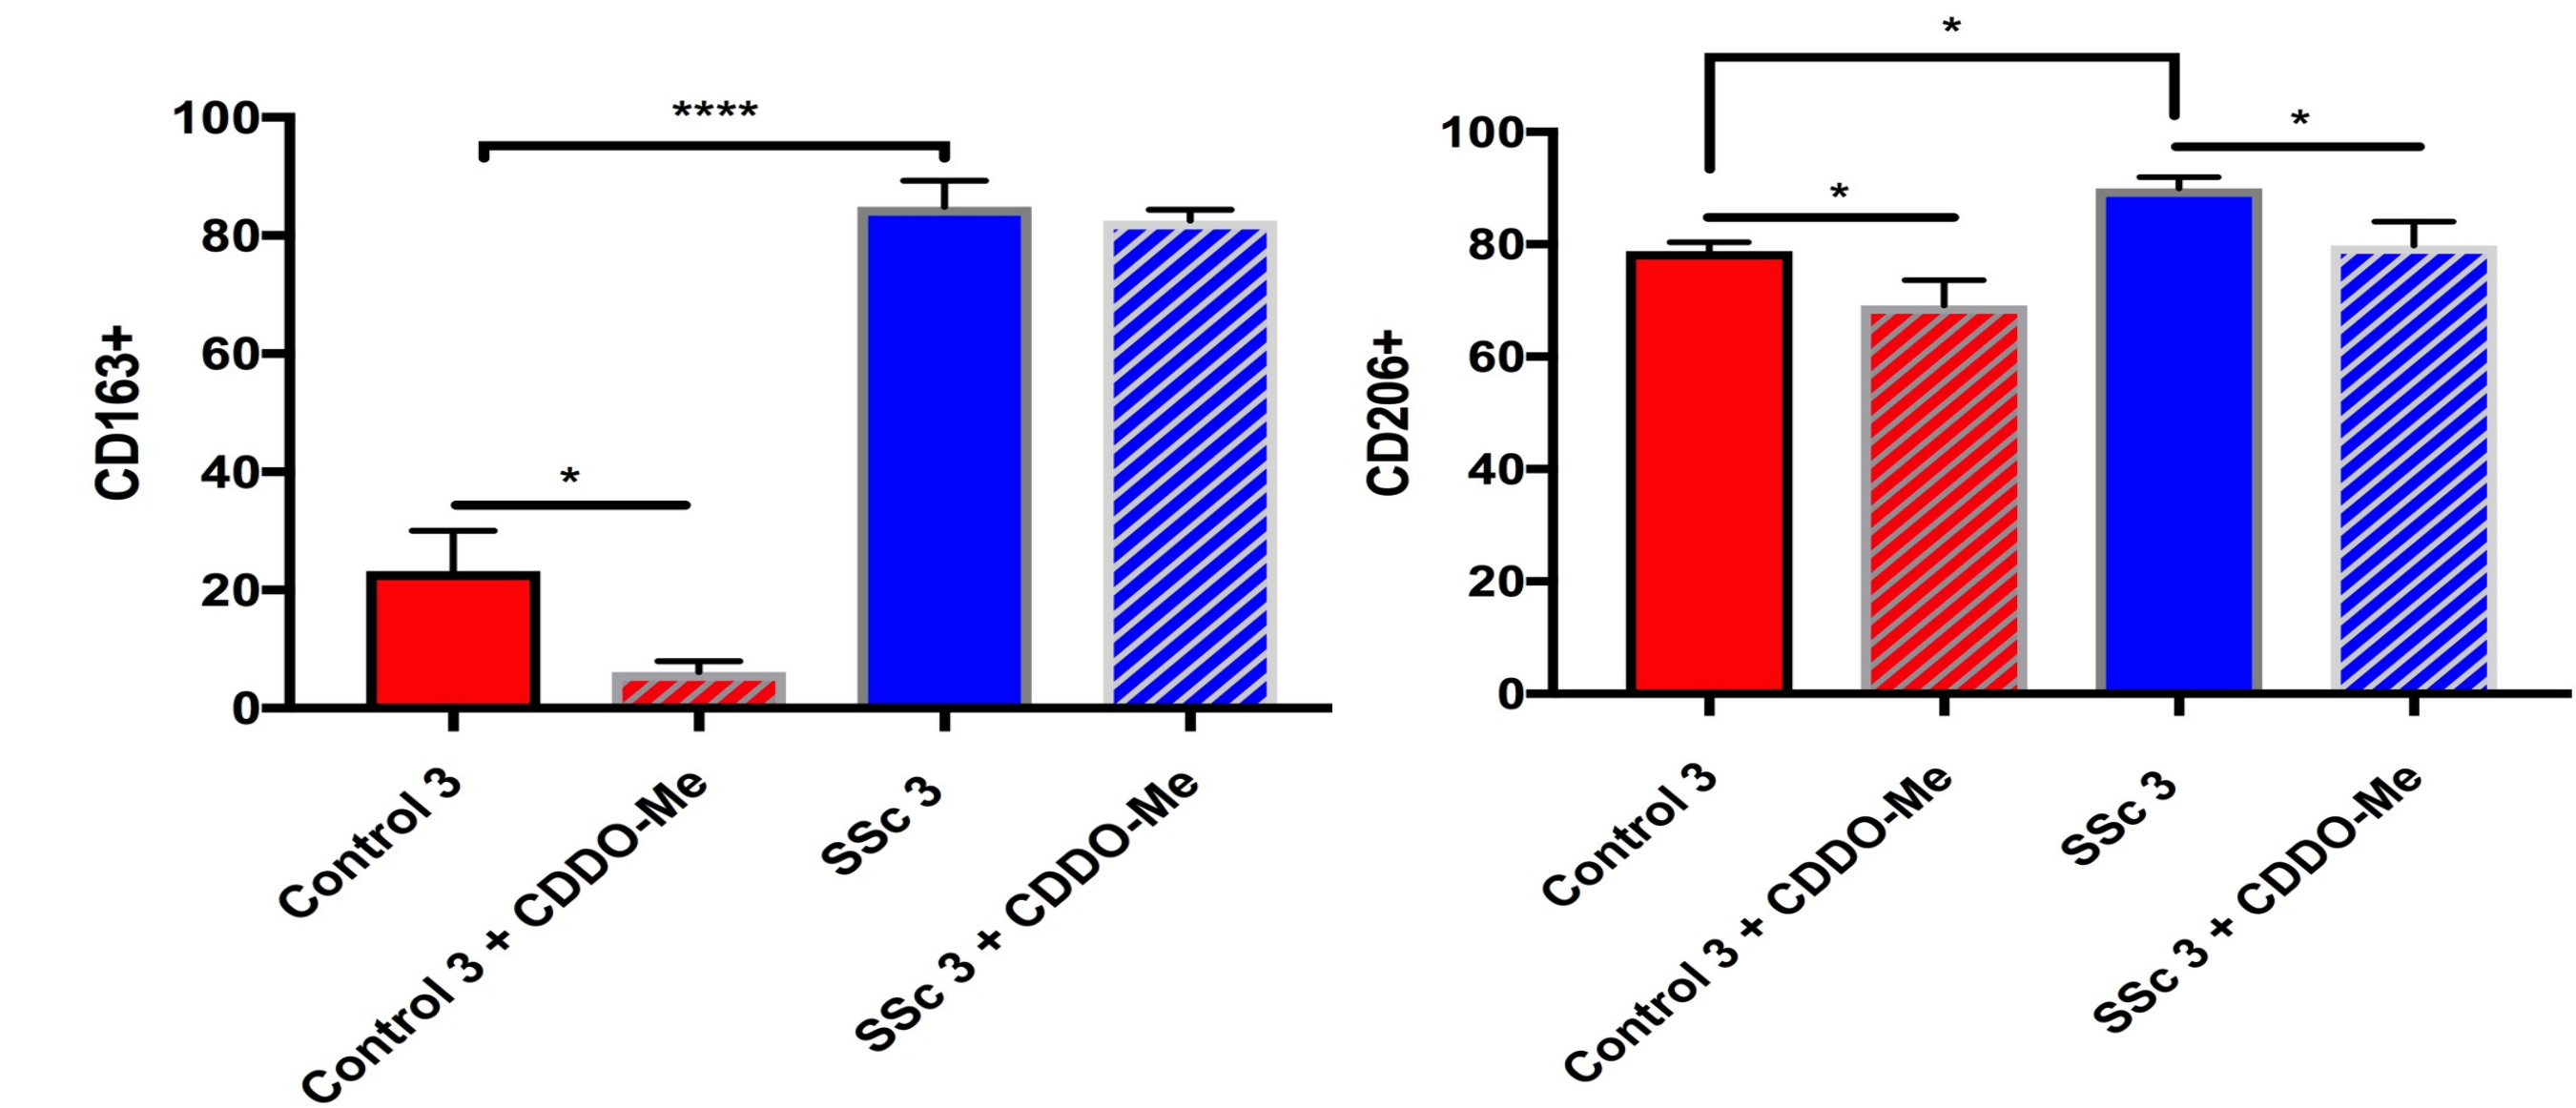 ****
100
80
60
40
20
0
CD163+
*
Control 3
Control 3 + CDDO-Me
SSc 3
SSc 3 + CDDO-Me
*
*
*
100
80
60
40
20
0
CD206+
Control 3
Control 3 + CDDO-Me
SSc 3
SSc 3 + CDDO-Me